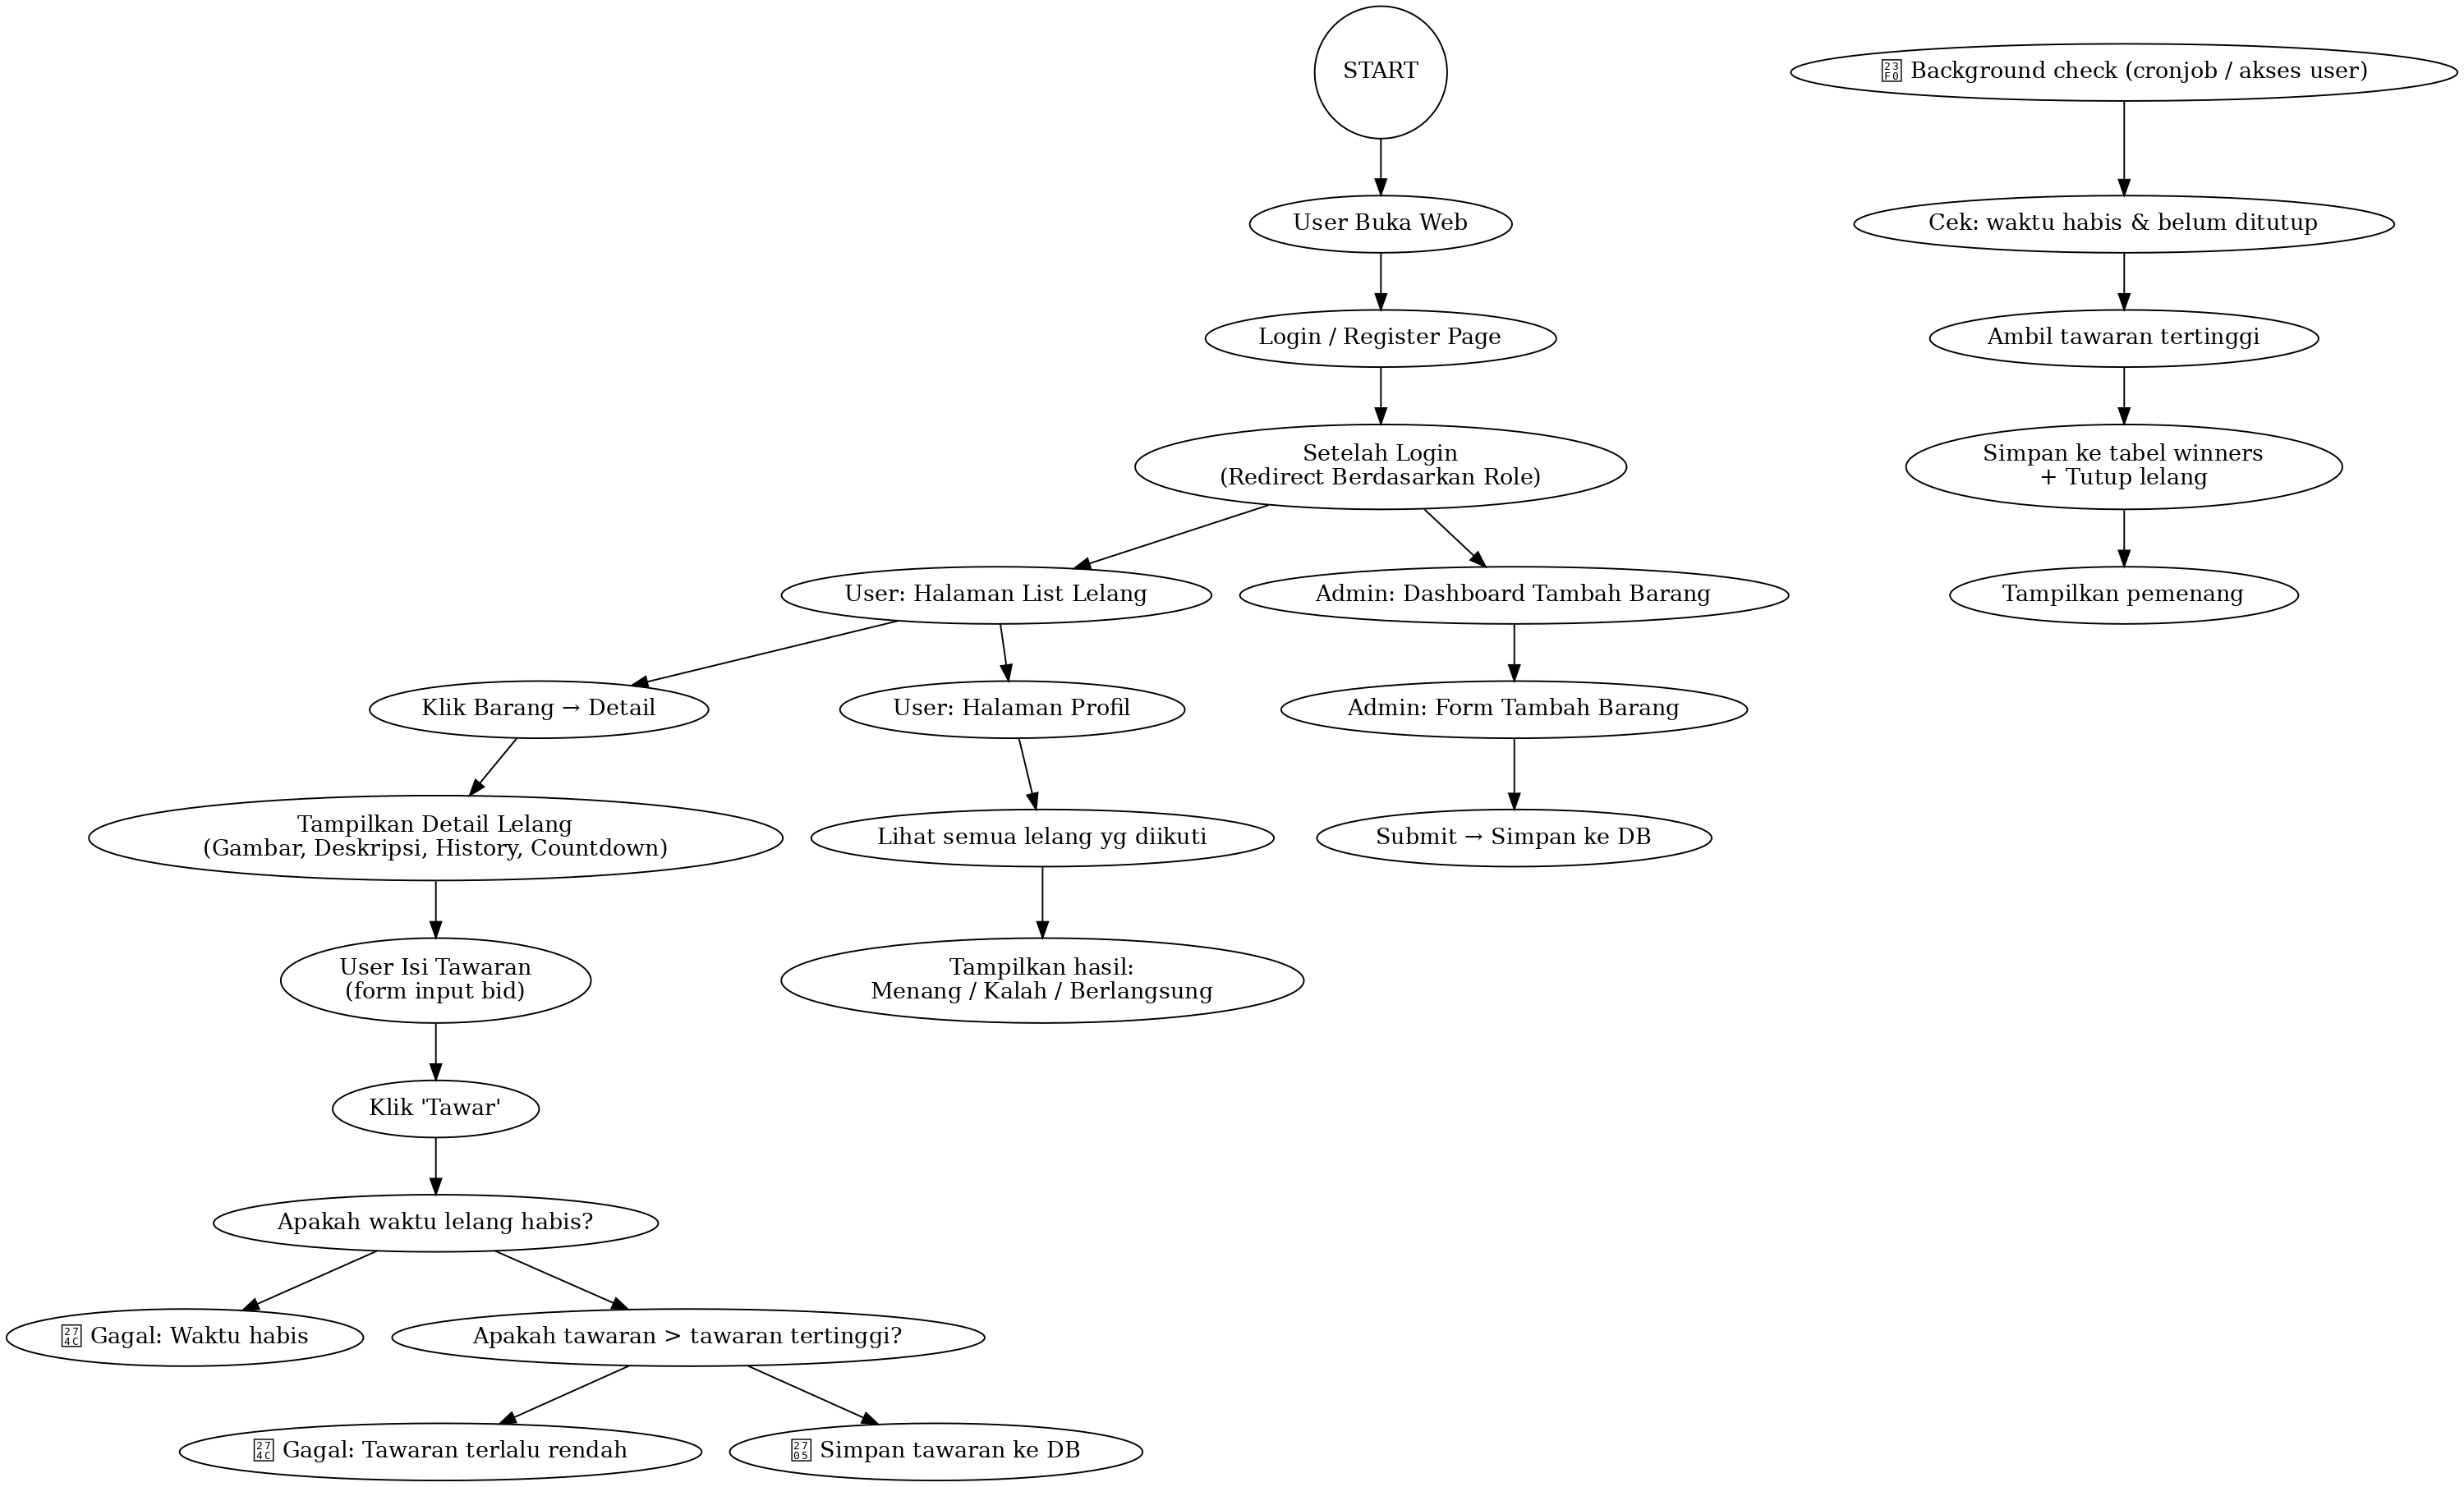 START
⏰ Background check (cronjob / akses user)
User Buka Web
Cek: waktu habis & belum ditutup
Login / Register Page
Ambil tawaran tertinggi
Setelah Login
(Redirect Berdasarkan Role)
Simpan ke tabel winners
+ Tutup lelang
User: Halaman List Lelang
Admin: Dashboard Tambah Barang
Tampilkan pemenang
Klik Barang → Detail
User: Halaman Profil
Admin: Form Tambah Barang
Tampilkan Detail Lelang
(Gambar, Deskripsi, History, Countdown)
Lihat semua lelang yg diikuti
Submit → Simpan ke DB
User Isi Tawaran
(form input bid)
Tampilkan hasil:
Menang / Kalah / Berlangsung
Klik 'Tawar'
Apakah waktu lelang habis?
❌ Gagal: Waktu habis
Apakah tawaran > tawaran tertinggi?
❌ Gagal: Tawaran terlalu rendah
✅ Simpan tawaran ke DB